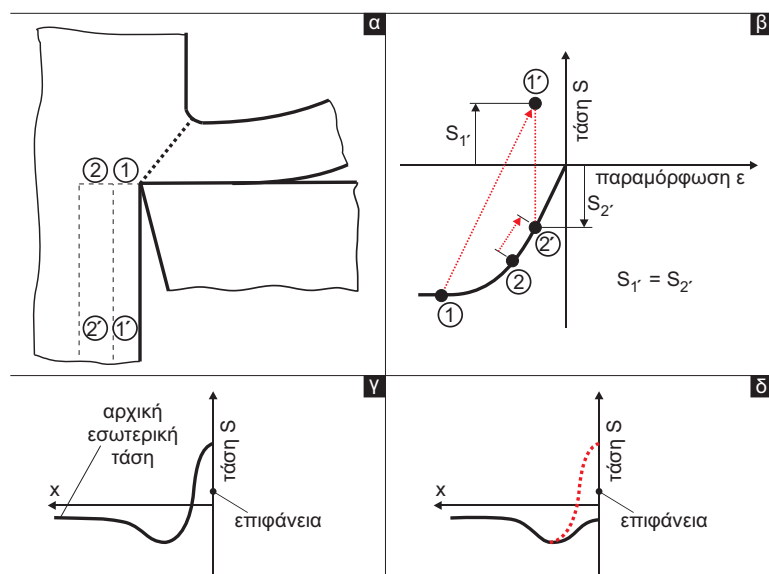 α
2 1
2′ 1′
β
τάση S
1′
S1′
παραμόρφωση ε
S2′
2′
2
1
S1′ = S2′
γ
αρχική
εσωτερική
τάση
τάση S
x
επιφάνεια
δ
τάση S
x
επιφάνεια